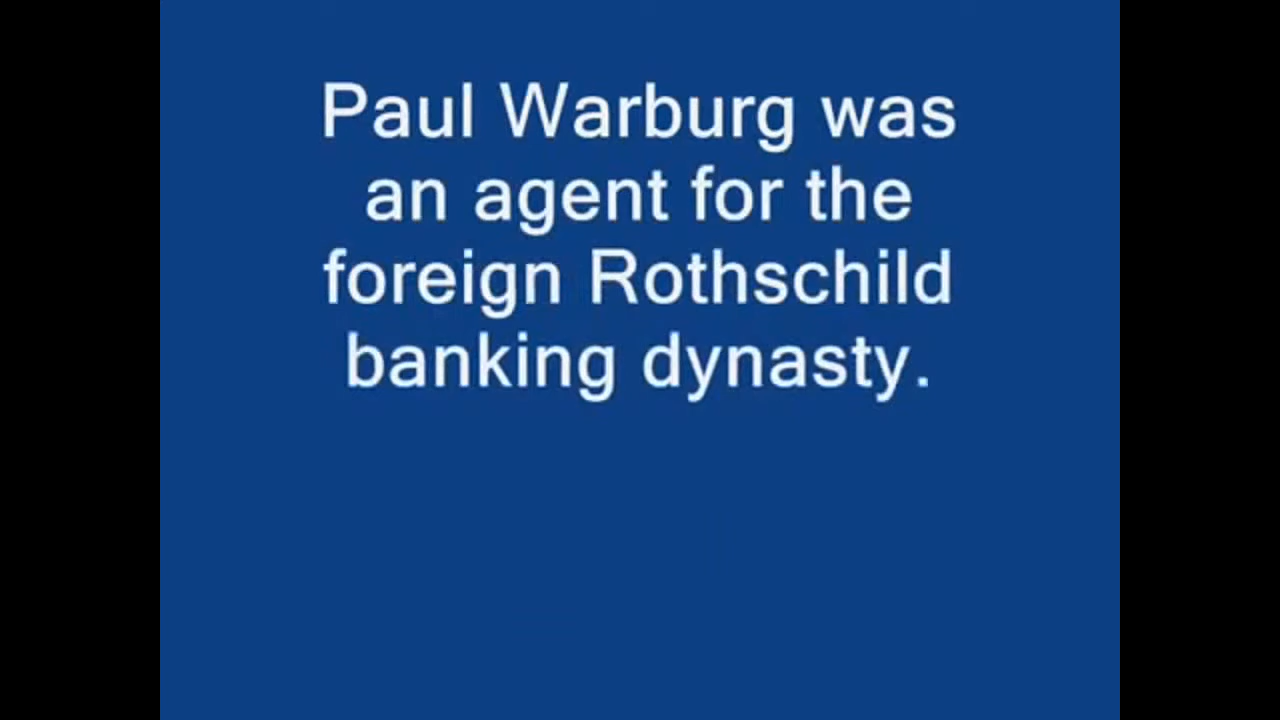 Paul Warburg was
an agent for the
foreign Rothschild
banking dynasty.